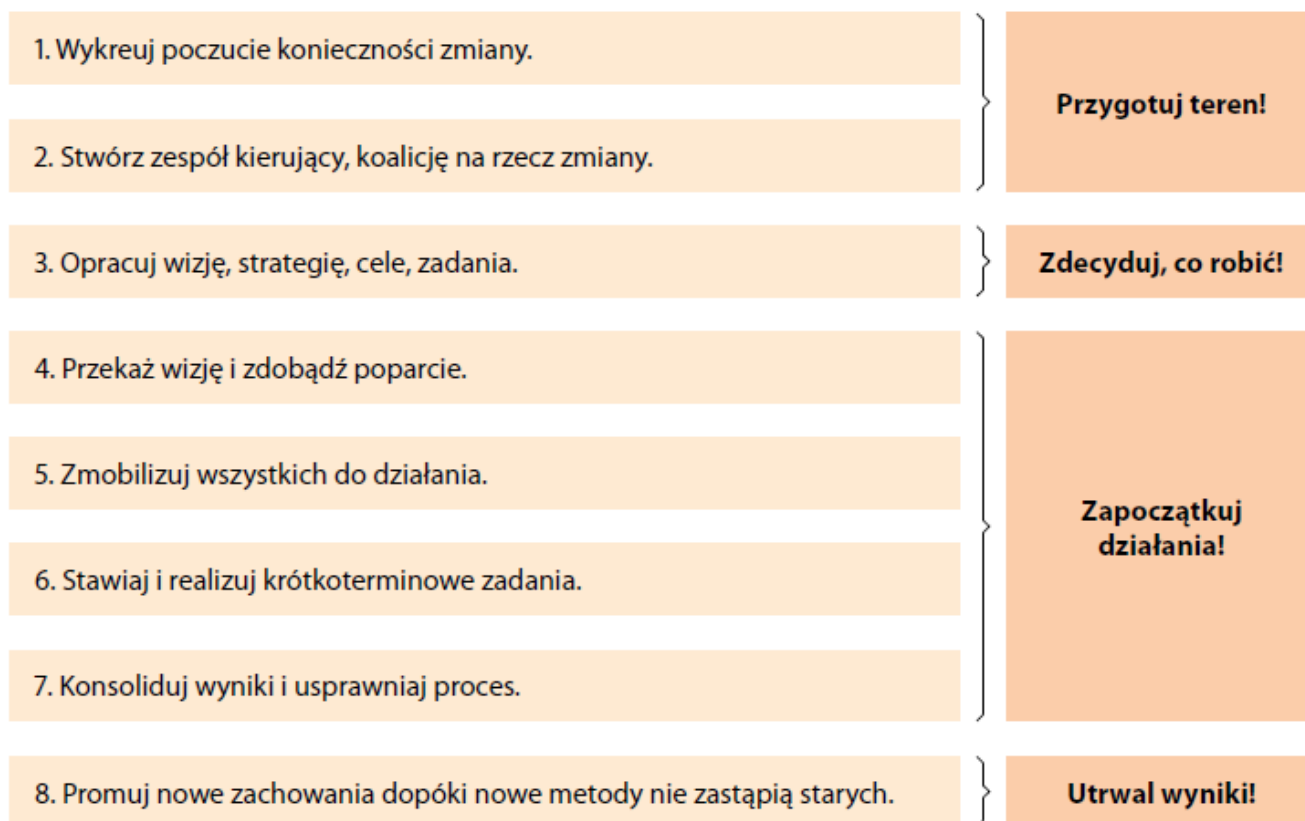 1. Wykreuj poczucie konieczności zmiany.
2. Stwórz zespół kierujący, koalicję na rzecz zmiany.
Przygotuj teren!
3. Opracuj wizję, strategię, cele, zadania.
Zdecyduj, co robić!
4. Przekaż wizję i zdobądź poparcie.
5. Zmobilizuj wszystkich do działania.
6. Stawiaj i realizuj krótkoterminowe zadania.
7. Konsoliduj wyniki i usprawniaj proces.
Zapoczątkuj
działania!
8. Promuj nowe zachowania dopóki nowe metody nie zastąpią starych.
Utrwal wyniki!